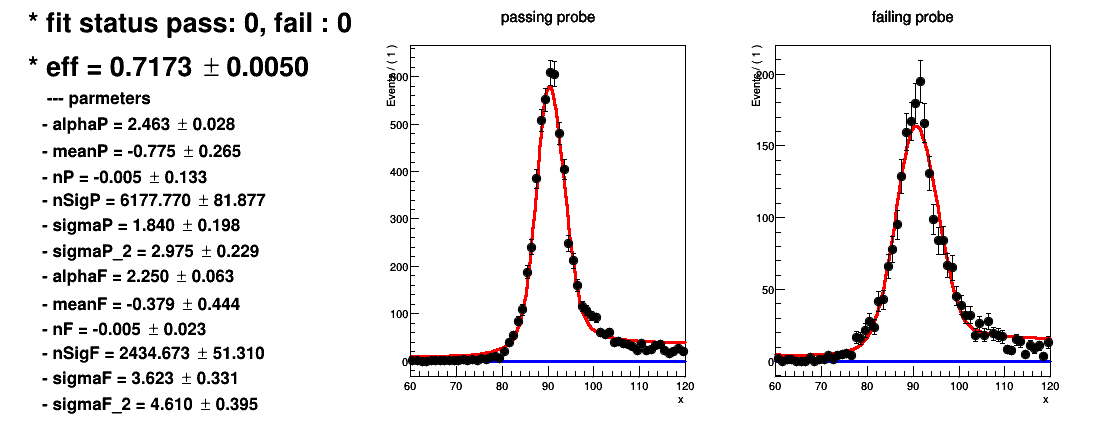 * fit status pass: 0, fail : 0
* eff = 0.7173 ± 0.0050
--- parmeters
- alphaP = 2.463 ± 0.028
- meanP = -0.775 ± 0.265
- nP = -0.005 ± 0.133
- nSigP = 6177.770 ± 81.877
- sigmaP = 1.840 ± 0.198
- sigmaP_2 = 2.975 ± 0.229
- alphaF = 2.250 ± 0.063
- meanF = -0.379 ± 0.444
- nF = -0.005 ± 0.023
- nSigF = 2434.673 ± 51.310
- sigmaF = 3.623 ± 0.331
- sigmaF_2 = 4.610 ± 0.395
passing probe
Events / ( 1 )
600
500
400
300
200
100
0
60 70 80 90 100 110 120
x
failing probe
Events / ( 1 )
200
150
100
50
0
60 70 80 90 100 110 120
x